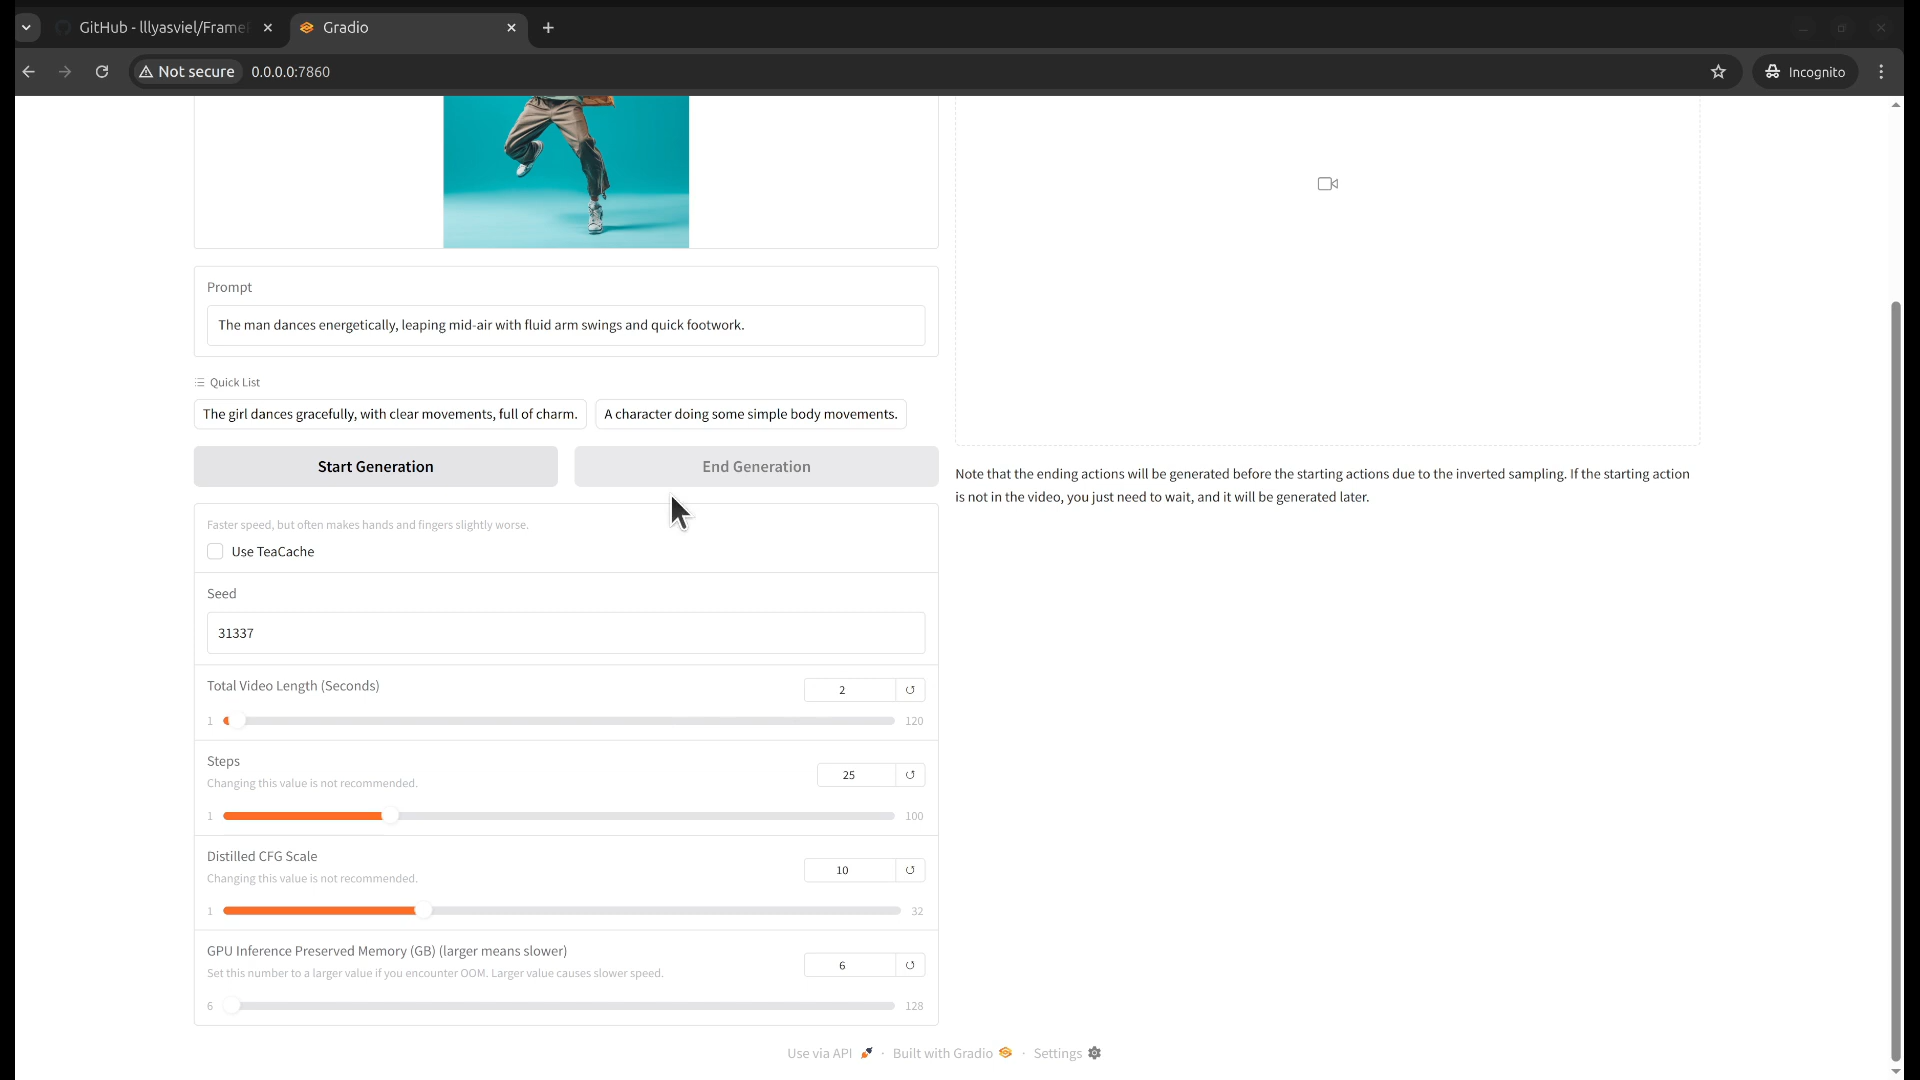 GitHub - lllyasviel/Frame
Gradio
Not secure
0.0.0.0:7860
Incognito
Prompt
The man dances energetically, leaping mid-air with fluid arm swings and quick footwork.
Quick List
The girl dances gracefully, with clear movements, full of charm.
A character doing some simple body movements.
Start Generation
End Generation
Note that the ending actions will be generated before the starting actions due to the inverted sampling. If the starting action
is not in the video, you just need to wait, and it will be generated later.
Faster speed, but often makes hands and fingers slightly worse.
Use TeaCache
Seed
31337
Total Video Length (Seconds)
2
1
120
Steps
Changing this value is not recommended.
25
1
100
Distilled CFG Scale
Changing this value is not recommended.
10
1
32
GPU Inference Preserved Memory (GB) (larger means slower)
Set this number to a larger value if you encounter OOM. Larger value causes slower speed.
6
6
128
Use via API · Built with Gradio · Settings